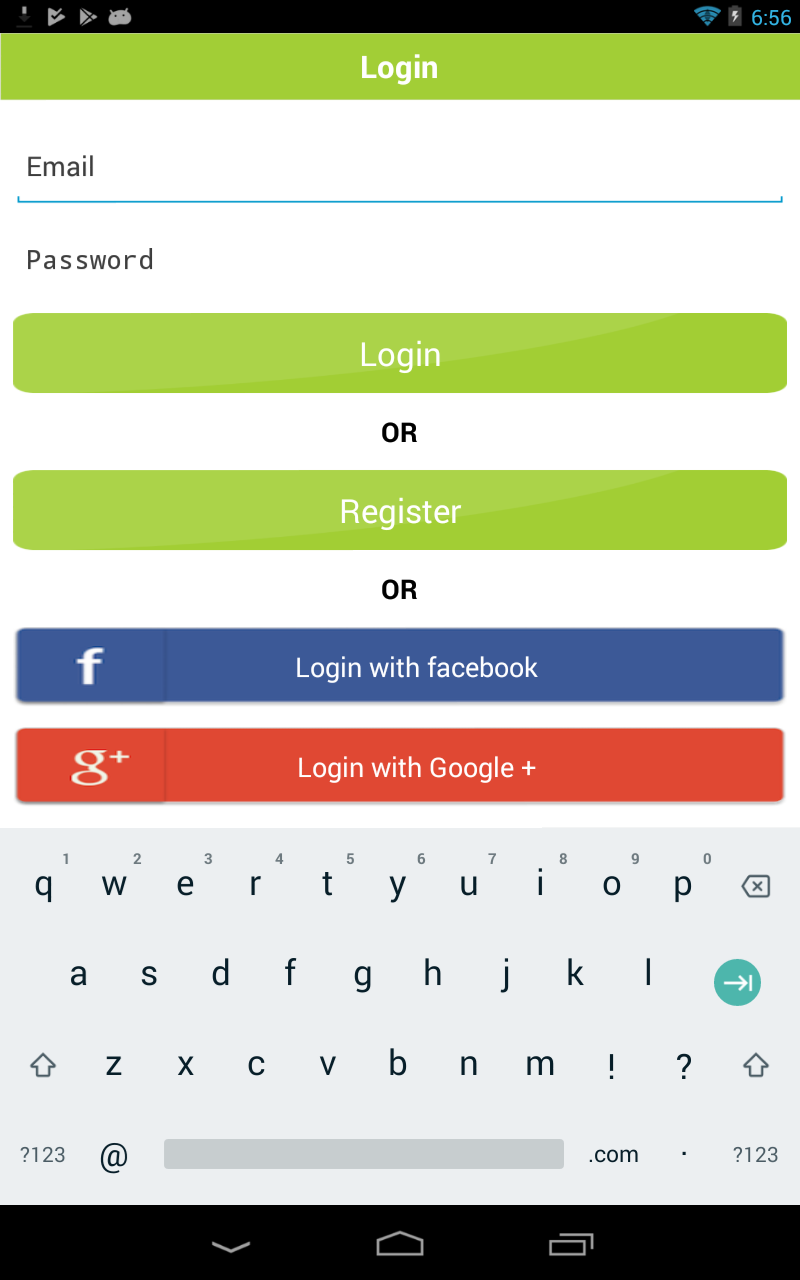 6:56
Login
Email
Password
Login
OR
Register
OR
f Login with facebook
g+ Login with Google +
1 2 3 4 5 6 7 8 9 0
q w e r t y u i o p
a s d f g h j k l
z x c v b n m ! ?
?123 @ .com . ?123